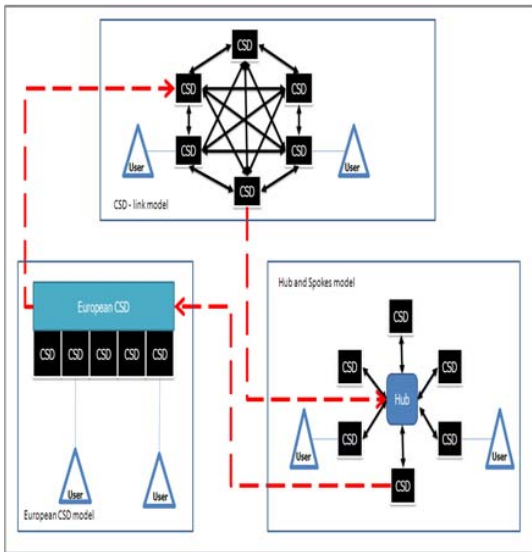 CSD
CSD CSD
CSD CSD
User User
CSD
CSD - link model
European CSD
CSD CSD CSD CSD CSD
User User
European CSD model
Hub and Spokes model
CSD
CSD CSD
Hub
CSD CSD
User User
CSD